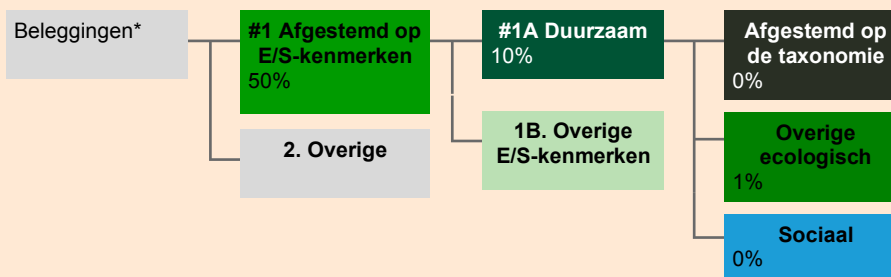 Beleggingen*
#1 Afgestemd op
E/S-kenmerken
50%
2. Overige
#1A Duurzaam
10%
1B. Overige
E/S-kenmerken
Afgestemd op
de taxonomie
0%
Overige
ecologisch
1%
Sociaal
0%